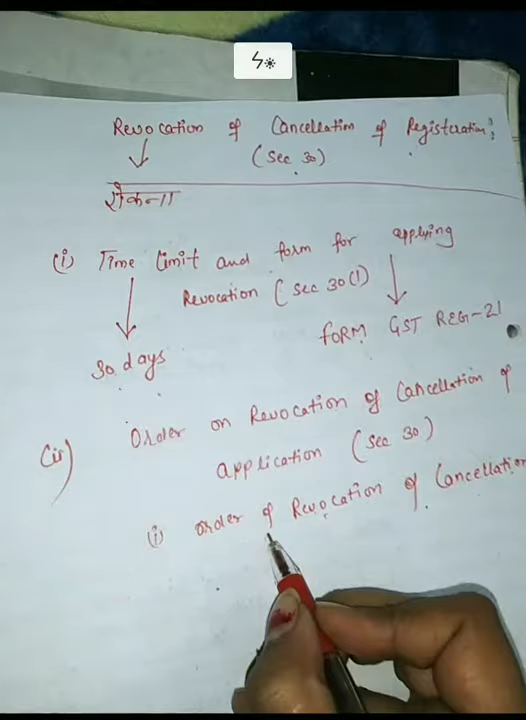 Revocation of Cancellation of Registeration:
(Sec 30)
रोकना
(i) Time limit and form for applying
Revocation (Sec 30(1)
30 days
FORM GST REG-21
(ii) Order on Revocation of Cancellation of
application (Sec 30)
(i) order of Revocation of Cancellation